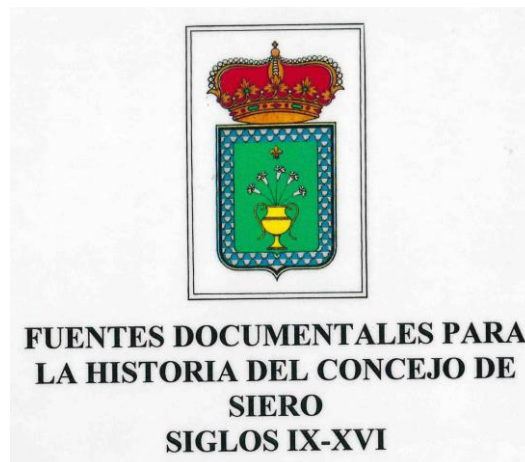 FUENTES DOCUMENTALES PARA
LA HISTORIA DEL CONCEJO DE
SIERO
SIGLOS IX-XVI